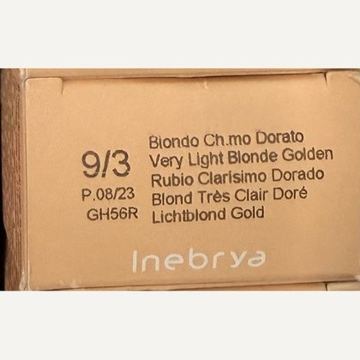 9/3
P.08/23
GH56R
Biondo Ch.mo Dorato
Very Light Blonde Golden
Rubio Clarisimo Dorado
Blond Très Clair Doré
Lichtblond Gold
Inebrya